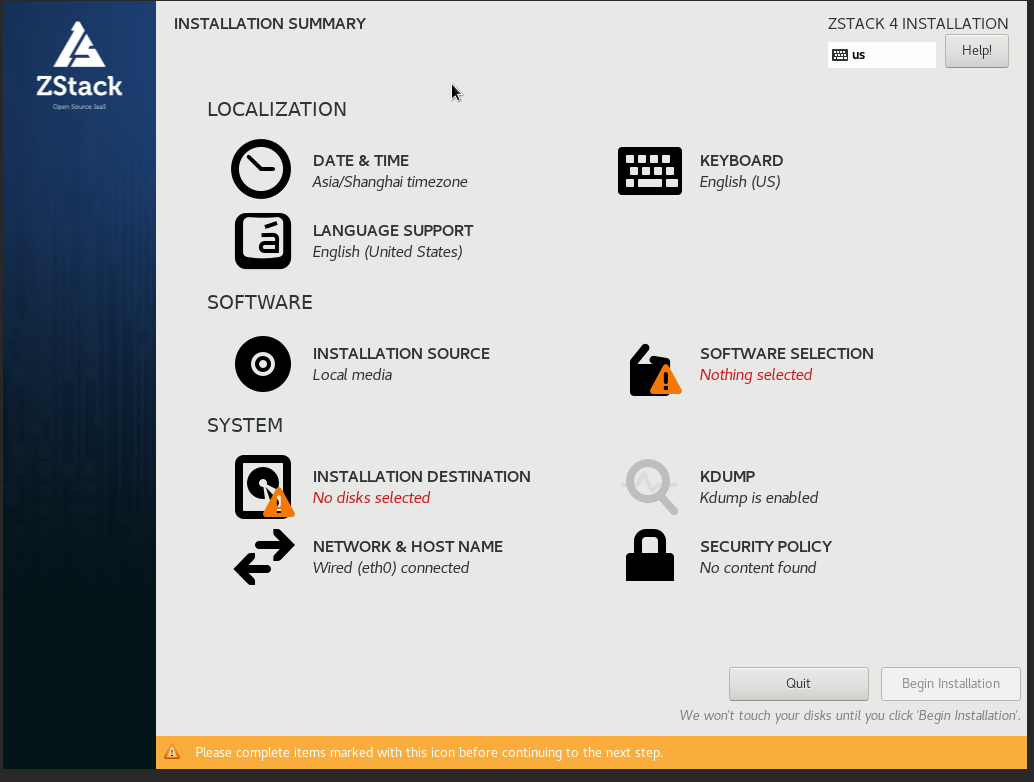 ZStack
Open Source IaaS
INSTALLATION SUMMARY
ZSTACK 4 INSTALLATION
us
Help!
LOCALIZATION
DATE & TIME
Asia/Shanghai timezone
KEYBOARD
English (US)
á
LANGUAGE SUPPORT
English (United States)
SOFTWARE
INSTALLATION SOURCE
Local media
SOFTWARE SELECTION
Nothing selected
SYSTEM
INSTALLATION DESTINATION
No disks selected
KDUMP
Kdump is enabled
NETWORK & HOST NAME
Wired (eth0) connected
SECURITY POLICY
No content found
Quit
Begin Installation
We won't touch your disks until you click 'Begin Installation'.
Please complete items marked with this icon before continuing to the next step.